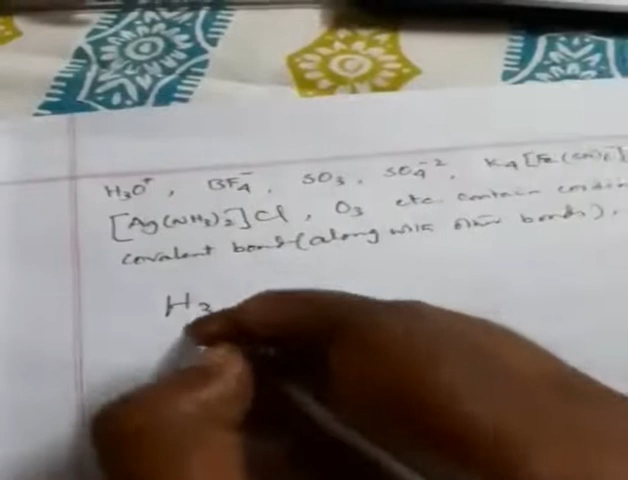 H₃O⁺, BF₄⁻, SO₃, SO₄⁻², K₄[Fe(CN)₆]
[Ag(NH₃)₂]Cl, O₃ etc. contain
covalent bonds (along with other bonds).
H₃